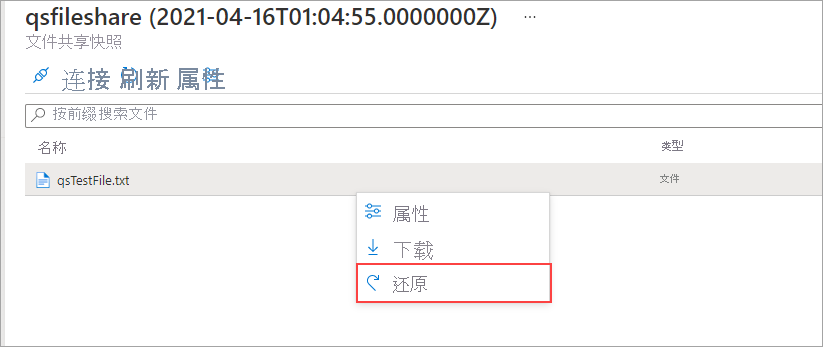 qsfileshare (2021-04-16T01:04:55.0000000Z) ...
文件共享快照
连接 刷新 属性
按前缀搜索文件
名称 类型
qsTestFile.txt 文件
属性
下载
还原